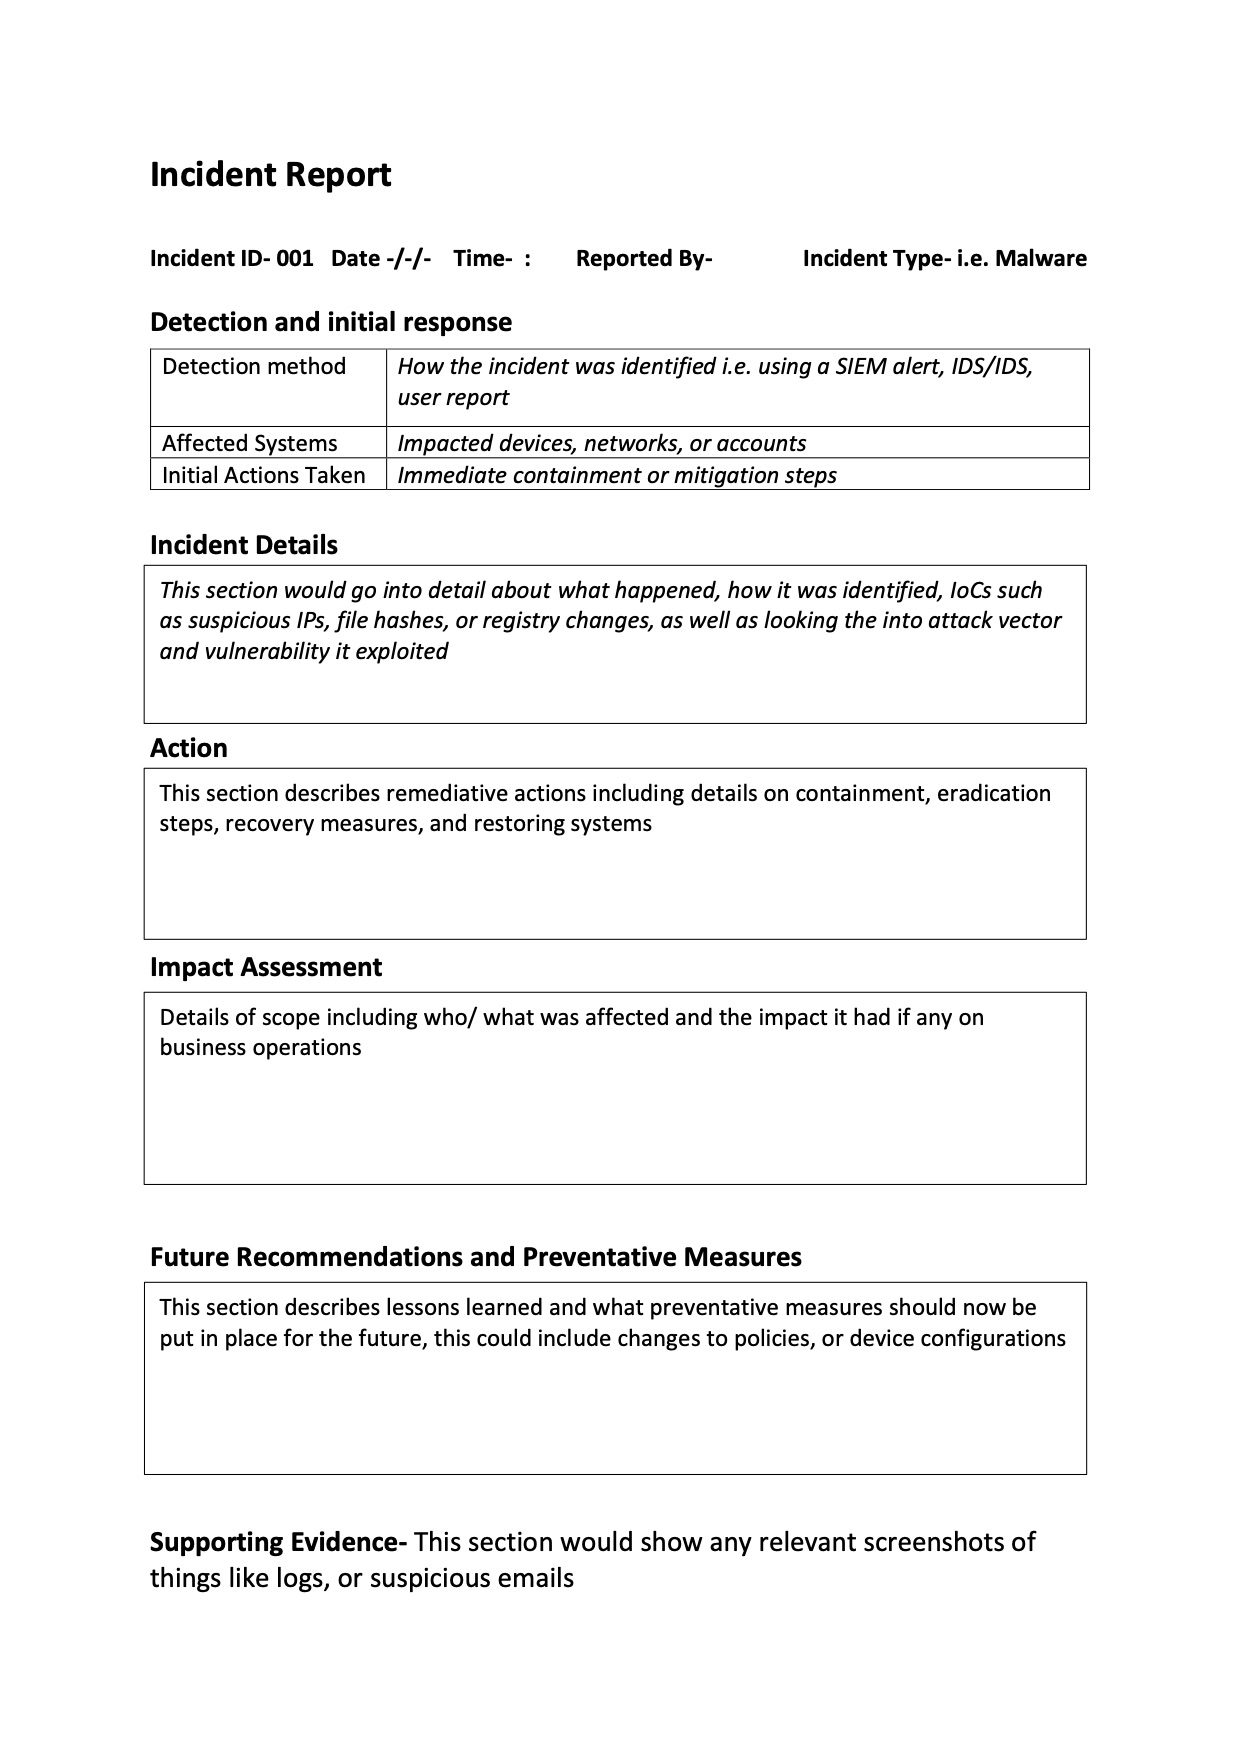 Incident Report
Incident ID- 001 Date -/-/- Time- : Reported By- Incident Type- i.e. Malware
Detection and initial response
Detection method How the incident was identified i.e. using a SIEM alert, IDS/IDS,
user report
Affected Systems Impacted devices, networks, or accounts
Initial Actions Taken Immediate containment or mitigation steps
Incident Details
This section would go into detail about what happened, how it was identified, IoCs such
as suspicious IPs, file hashes, or registry changes, as well as looking the into attack vector
and vulnerability it exploited
Action
This section describes remediative actions including details on containment, eradication
steps, recovery measures, and restoring systems
Impact Assessment
Details of scope including who/ what was affected and the impact it had if any on
business operations
Future Recommendations and Preventative Measures
This section describes lessons learned and what preventative measures should now be
put in place for the future, this could include changes to policies, or device configurations
Supporting Evidence- This section would show any relevant screenshots of
things like logs, or suspicious emails